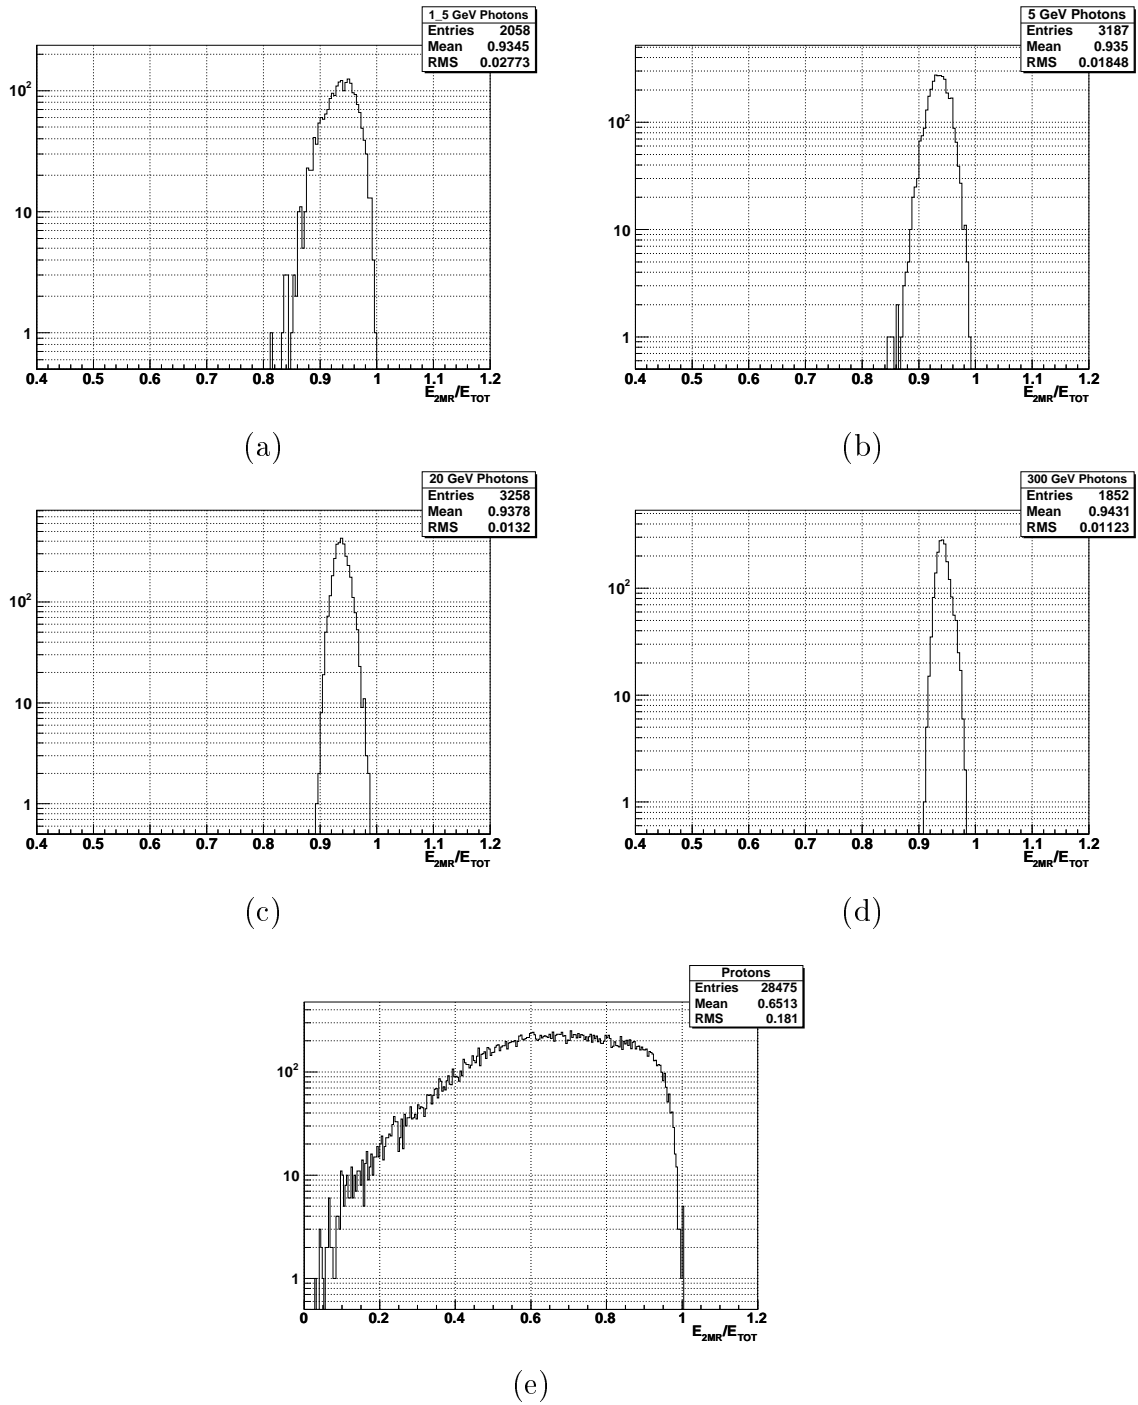 1_5 GeV Photons
Entries 2058
Mean 0.9345
RMS 0.02773
10²
10
1
0.4 0.5 0.6 0.7 0.8 0.9 1 1.1 1.2
E2MR/ETOT
(a)
5 GeV Photons
Entries 3187
Mean 0.935
RMS 0.01848
10²
10
1
0.4 0.5 0.6 0.7 0.8 0.9 1 1.1 1.2
E2MR/ETOT
(b)
20 GeV Photons
Entries 3258
Mean 0.9378
RMS 0.0132
10²
10
1
0.4 0.5 0.6 0.7 0.8 0.9 1 1.1 1.2
E2MR/ETOT
(c)
300 GeV Photons
Entries 1852
Mean 0.9431
RMS 0.01123
10²
10
1
0.4 0.5 0.6 0.7 0.8 0.9 1 1.1 1.2
E2MR/ETOT
(d)
Protons
Entries 28475
Mean 0.6513
RMS 0.181
10²
10
1
0 0.2 0.4 0.6 0.8 1 1.2
E2MR/ETOT
(e)